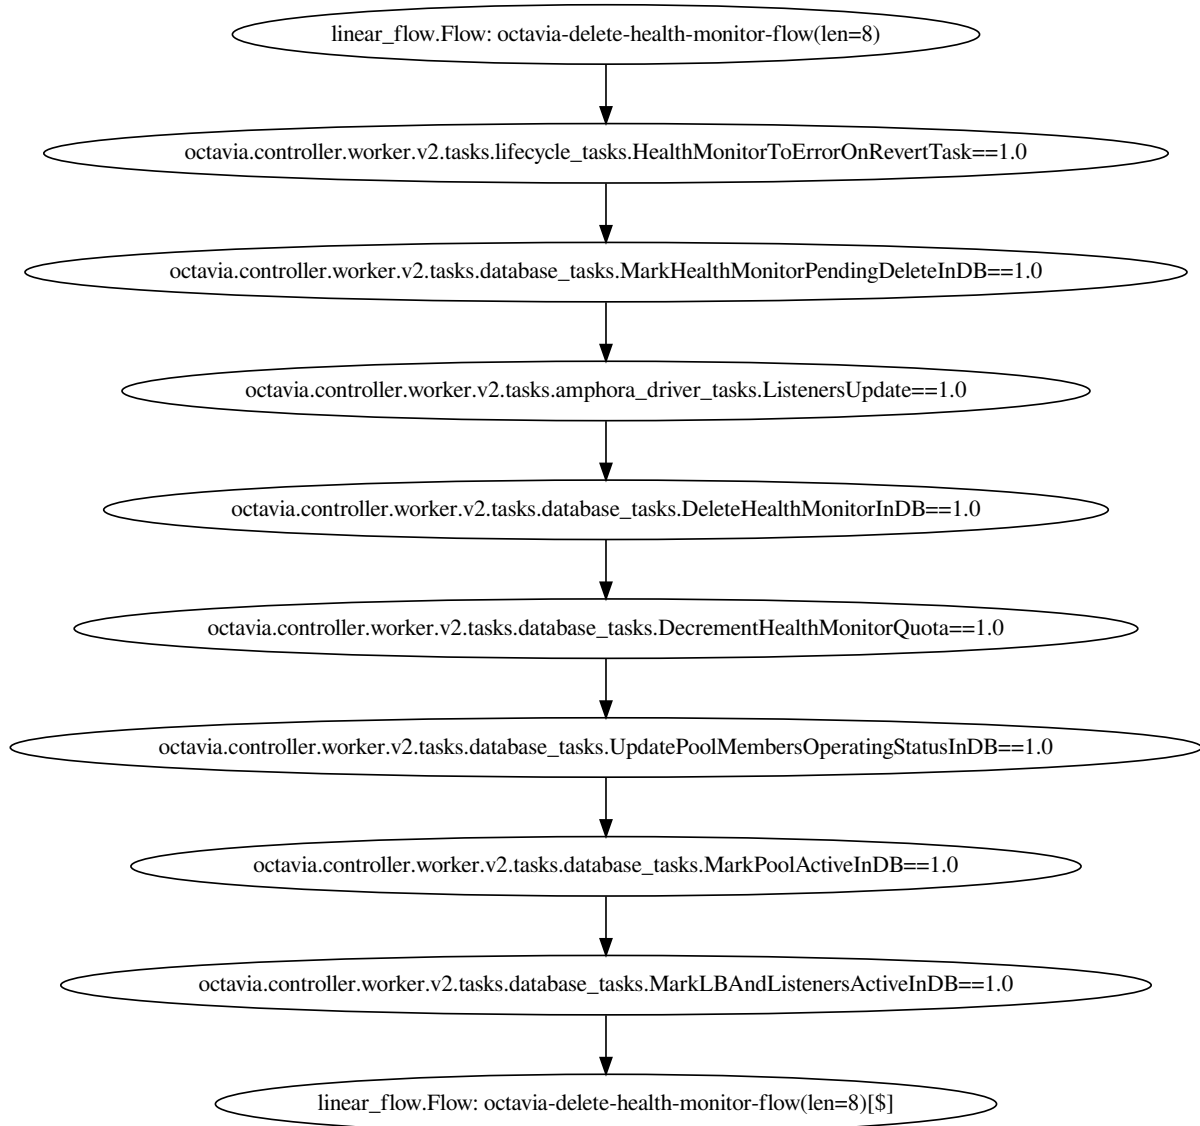 linear_flow.Flow: octavia-delete-health-monitor-flow(len=8)
octavia.controller.worker.v2.tasks.lifecycle_tasks.HealthMonitorToErrorOnRevertTask==1.0
octavia.controller.worker.v2.tasks.database_tasks.MarkHealthMonitorPendingDeleteInDB==1.0
octavia.controller.worker.v2.tasks.amphora_driver_tasks.ListenersUpdate==1.0
octavia.controller.worker.v2.tasks.database_tasks.DeleteHealthMonitorInDB==1.0
octavia.controller.worker.v2.tasks.database_tasks.DecrementHealthMonitorQuota==1.0
octavia.controller.worker.v2.tasks.database_tasks.UpdatePoolMembersOperatingStatusInDB==1.0
octavia.controller.worker.v2.tasks.database_tasks.MarkPoolActiveInDB==1.0
octavia.controller.worker.v2.tasks.database_tasks.MarkLBAndListenersActiveInDB==1.0
linear_flow.Flow: octavia-delete-health-monitor-flow(len=8)[$]